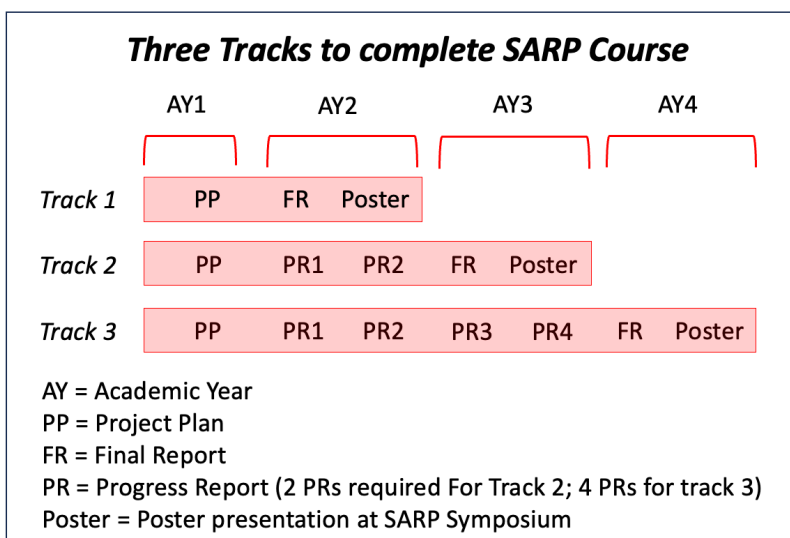 Three Tracks to complete SARP Course
AY1 AY2 AY3 AY4
Track 1 PP FR Poster
Track 2 PP PR1 PR2 FR Poster
Track 3 PP PR1 PR2 PR3 PR4 FR Poster
AY = Academic Year
PP = Project Plan
FR = Final Report
PR = Progress Report (2 PRs required For Track 2; 4 PRs for track 3)
Poster = Poster presentation at SARP Symposium